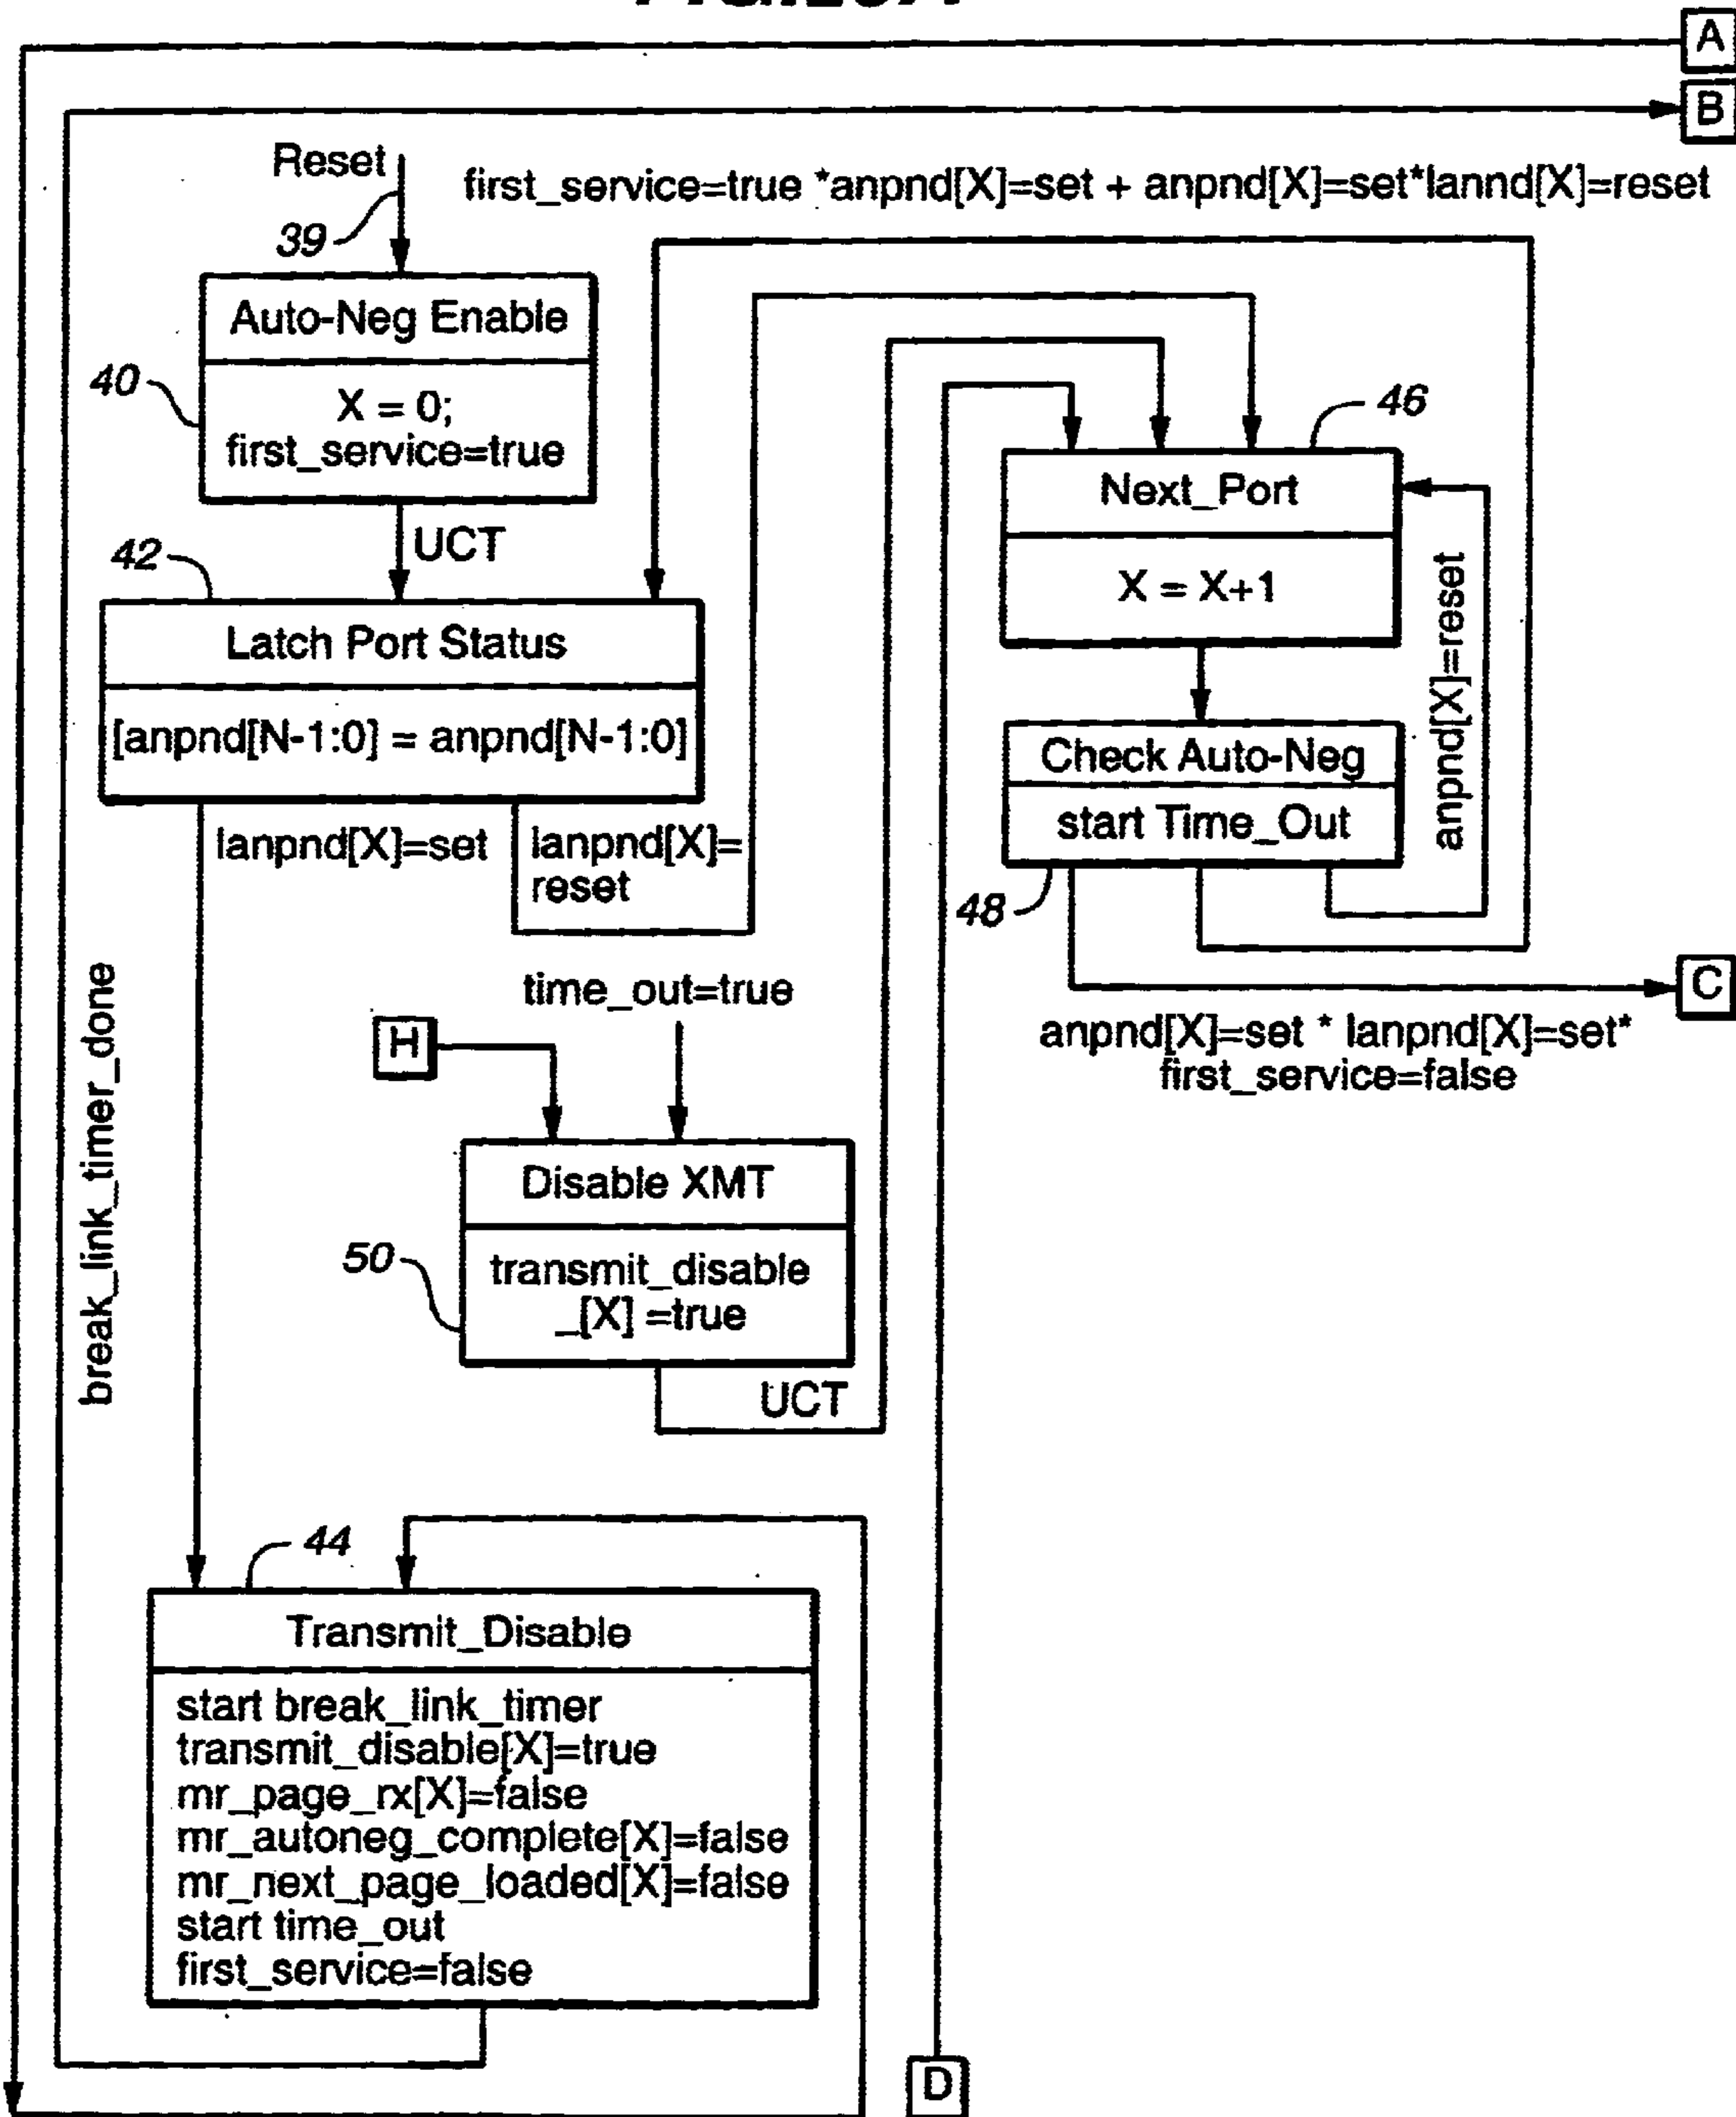 A
B
Reset
39
first_service=true *anpnd[X]=set + anpnd[X]=set*lannd[X]=reset
Auto-Neg Enable
40
X = 0;
first_service=true
UCT
46
Next_Port
X = X+1
anpnd[X]=reset
42
Latch Port Status
[anpnd[N-1:0] = anpnd[N-1:0]
lanpnd[X]=set
lanpnd[X]=
reset
Check Auto-Neg
start Time_Out
48
C
anpnd[X]=set * lanpnd[X]=set*
first_service=false
break_link_timer_done
time_out=true
H
Disable XMT
50
transmit_disable
_[X] =true
UCT
44
Transmit_Disable
start break_link_timer
transmit_disable[X]=true
mr_page_rx[X]=false
mr_autoneg_complete[X]=false
mr_next_page_loaded[X]=false
start time_out
first_service=false
D